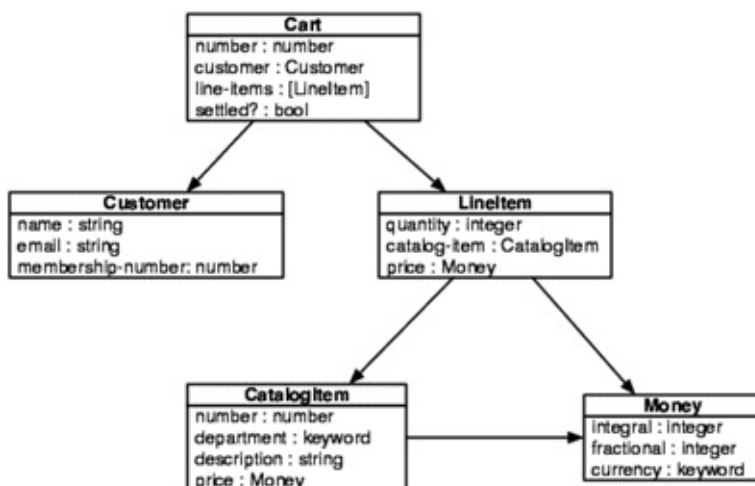 Cart
number : number
customer : Customer
line-items : [LineItem]
settled? : bool
Customer
name : string
email : string
membership-number: number
LineItem
quantity : integer
catalog-item : CatalogItem
price : Money
CatalogItem
number : number
department : keyword
description : string
price : Money
Money
integral : integer
fractional : integer
currency : keyword